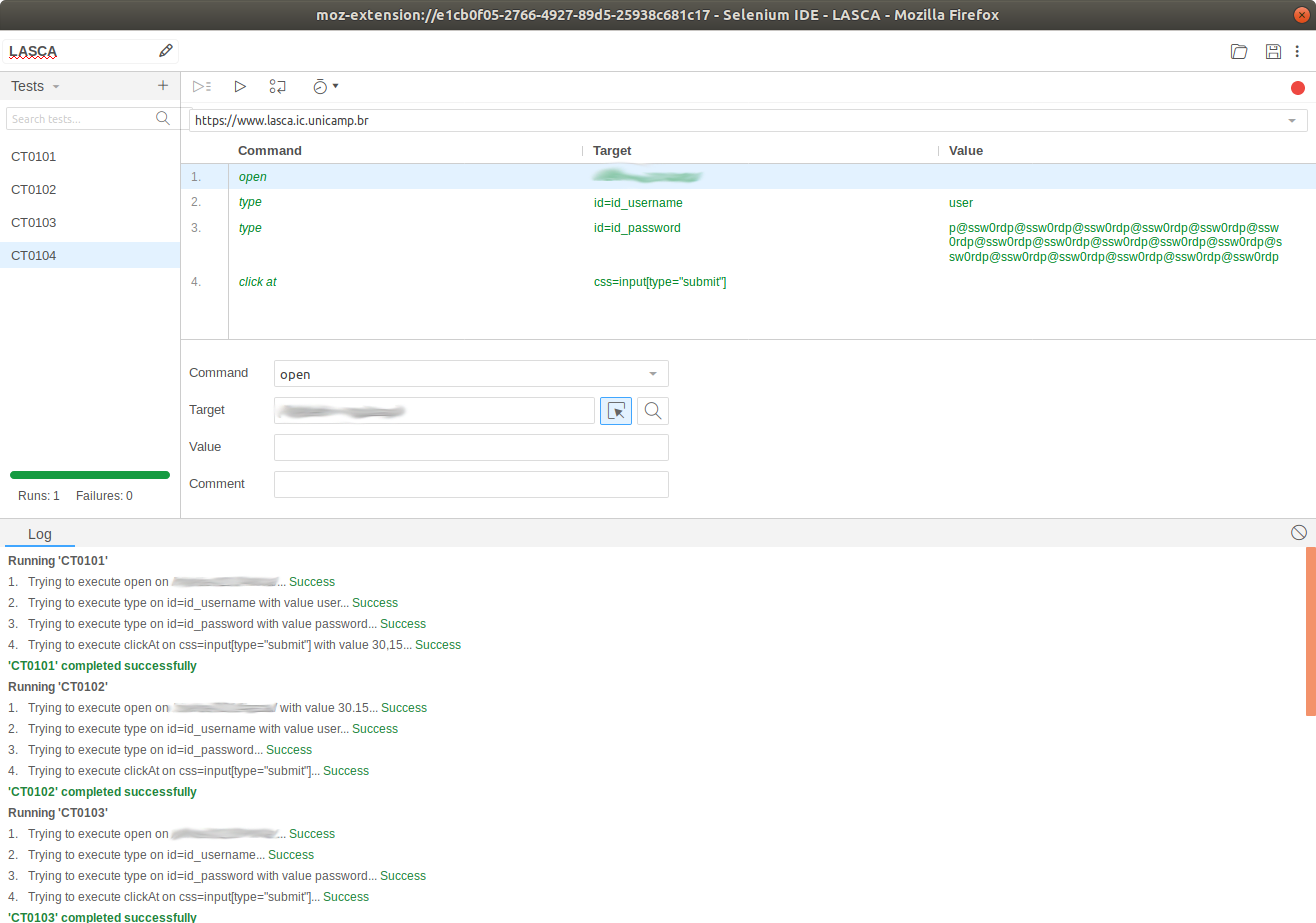 moz-extension://e1cb0f05-2766-4927-89d5-25938c681c17 - Selenium IDE - LASCA - Mozilla Firefox
LASCA
Tests
Search tests...
CT0101
CT0102
CT0103
CT0104
Runs: 1 Failures: 0
https://www.lasca.ic.unicamp.br
Command Target Value
1. open
2. type id=id_username user
3. type id=id_password p@ssw0rdp@ssw0rdp@ssw0rdp@ssw0rdp@ssw0rdp@ssw
0rdp@ssw0rdp@ssw0rdp@ssw0rdp@ssw0rdp@ssw0rdp@s
sw0rdp@ssw0rdp@ssw0rdp@ssw0rdp@ssw0rdp@ssw0rdp
4. click at css=input[type="submit"]
Command open
Target
Value
Comment
Log
Running 'CT0101'
1. Trying to execute open on ... Success
2. Trying to execute type on id=id_username with value user... Success
3. Trying to execute type on id=id_password with value password... Success
4. Trying to execute clickAt on css=input[type="submit"] with value 30,15... Success
'CT0101' completed successfully
Running 'CT0102'
1. Trying to execute open on / with value 30.15... Success
2. Trying to execute type on id=id_username with value user... Success
3. Trying to execute type on id=id_password... Success
4. Trying to execute clickAt on css=input[type="submit"]... Success
'CT0102' completed successfully
Running 'CT0103'
1. Trying to execute open on ... Success
2. Trying to execute type on id=id_username... Success
3. Trying to execute type on id=id_password with value password... Success
4. Trying to execute clickAt on css=input[type="submit"]... Success
'CT0103' completed successfully